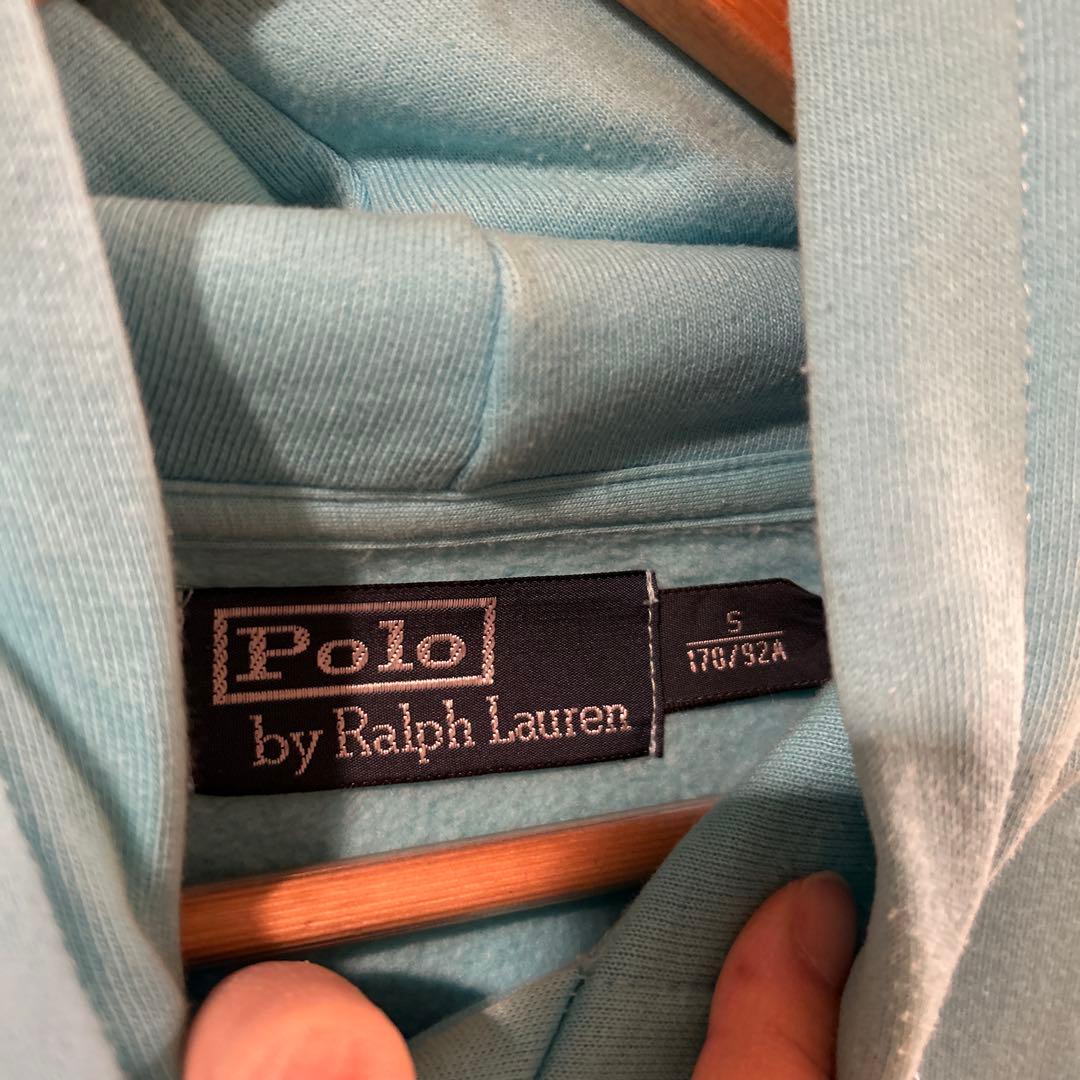 Polo
by Ralph Lauren
S
170/92A